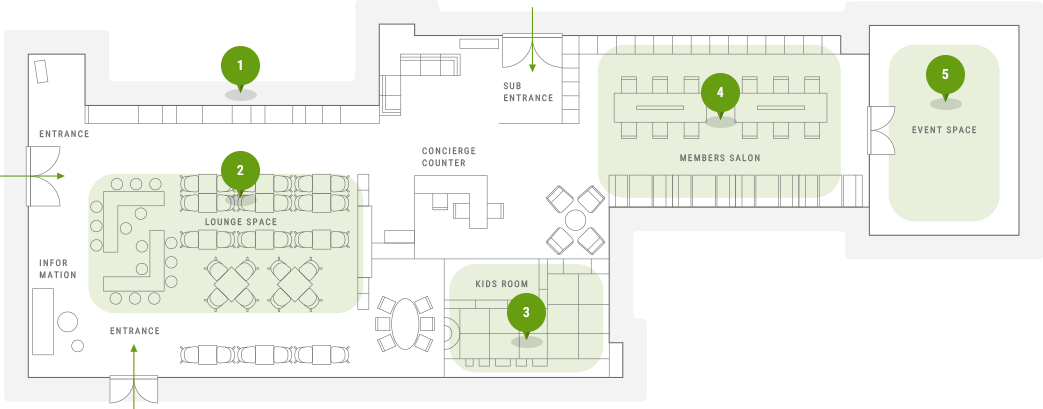 1
5
SUB
ENTRANCE
4
ENTRANCE
EVENT SPACE
CONCIERGE
COUNTER
MEMBERS SALON
2
LOUNGE SPACE
INFOR
MATION
KIDS ROOM
3
ENTRANCE